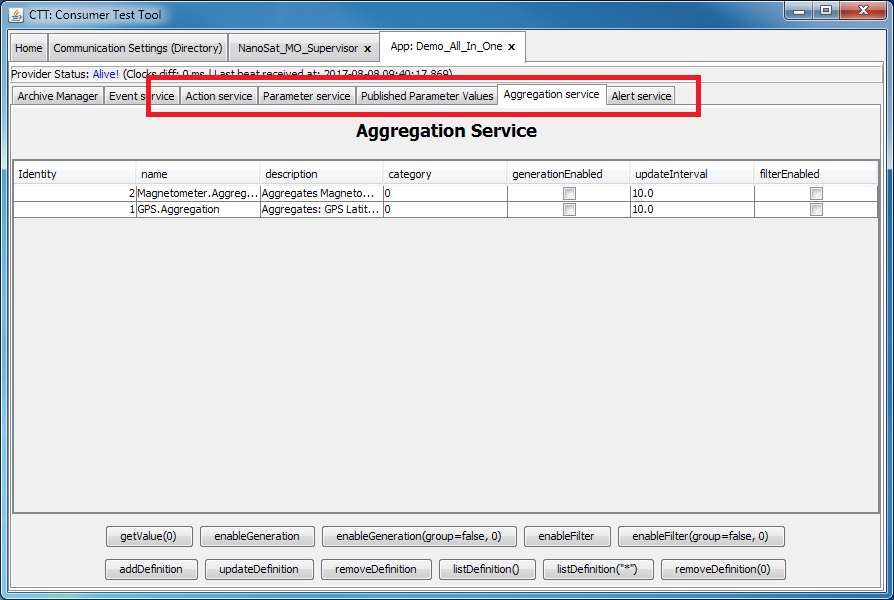 CTT: Consumer Test Tool
Home Communication Settings (Directory) NanoSat_MO_Supervisor x App: Demo_All_In_One x
Provider Status: Alive! (Clocks diff: 0 ms | Last beat received at: 2017-08-08 09:40:17.869)
Archive Manager Event service Action service Parameter service Published Parameter Values Aggregation service Alert service
Aggregation Service
Identity name description category generationEnabled updateInterval filterEnabled
2 Magnetometer.Aggreg... Aggregates Magneto... 0 10.0
1 GPS.Aggregation Aggregates: GPS Latit... 0 10.0
getValue(0) enableGeneration enableGeneration(group=false, 0) enableFilter enableFilter(group=false, 0)
addDefinition updateDefinition removeDefinition listDefinition() listDefinition("*") removeDefinition(0)